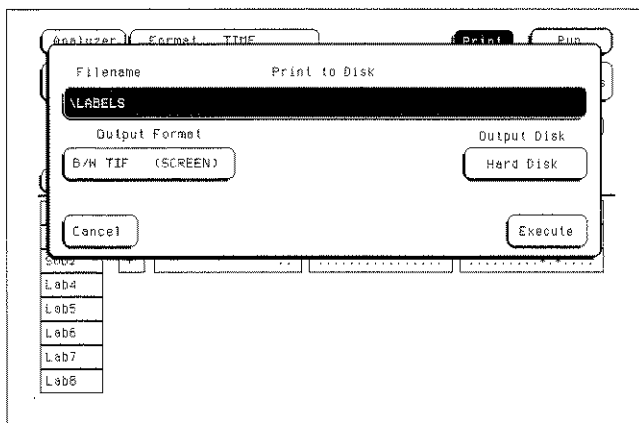 Analyzer Format TIME Print Run
Filename Print to Disk
\LABELS
Output Format Output Disk
B/W TIF (SCREEN) Hard Disk
Cancel Execute
Lab4
Lab5
Lab6
Lab7
Lab8